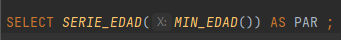 SELECT SERIE_EDAD( X: MIN_EDAD()) AS PAR ;